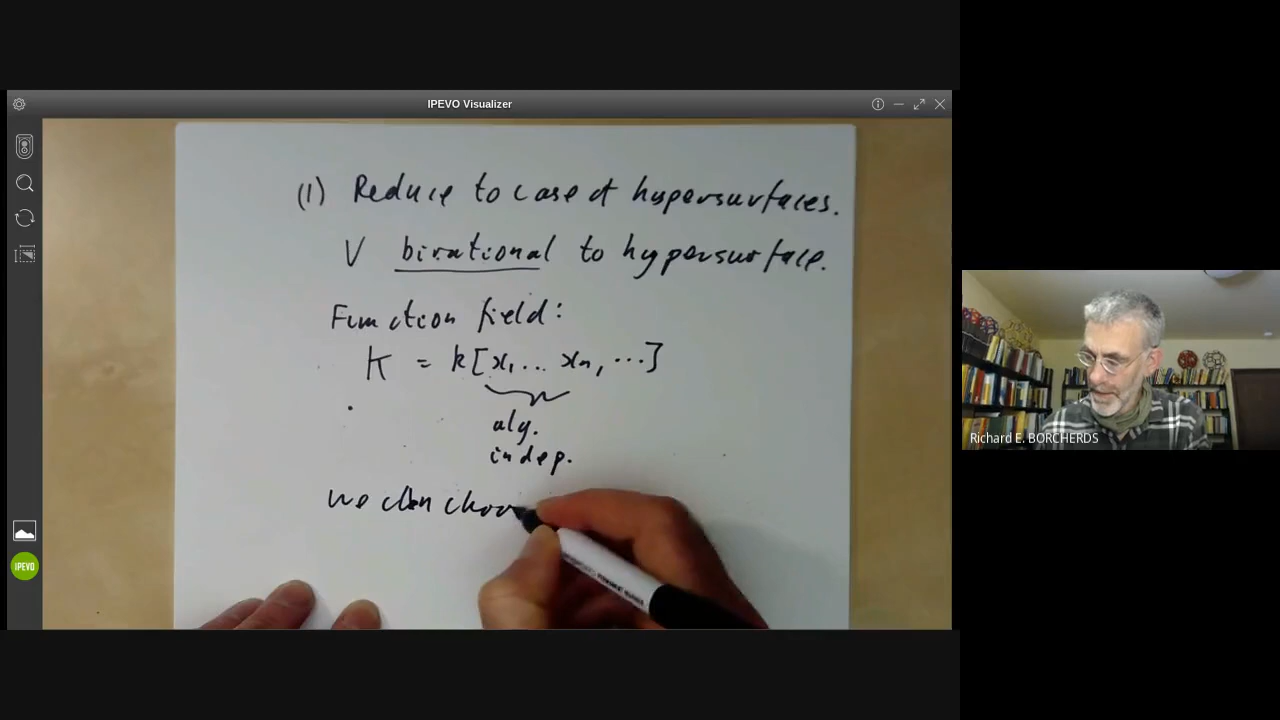 IPEVO Visualizer
(1) Reduce to case of hypersurfaces.
V birational to hypersurface.
Function field:
K = k[x1, ... xn, ...]
alg.
indep.
we can choo
Richard E. BORCHERDS
IPEVO